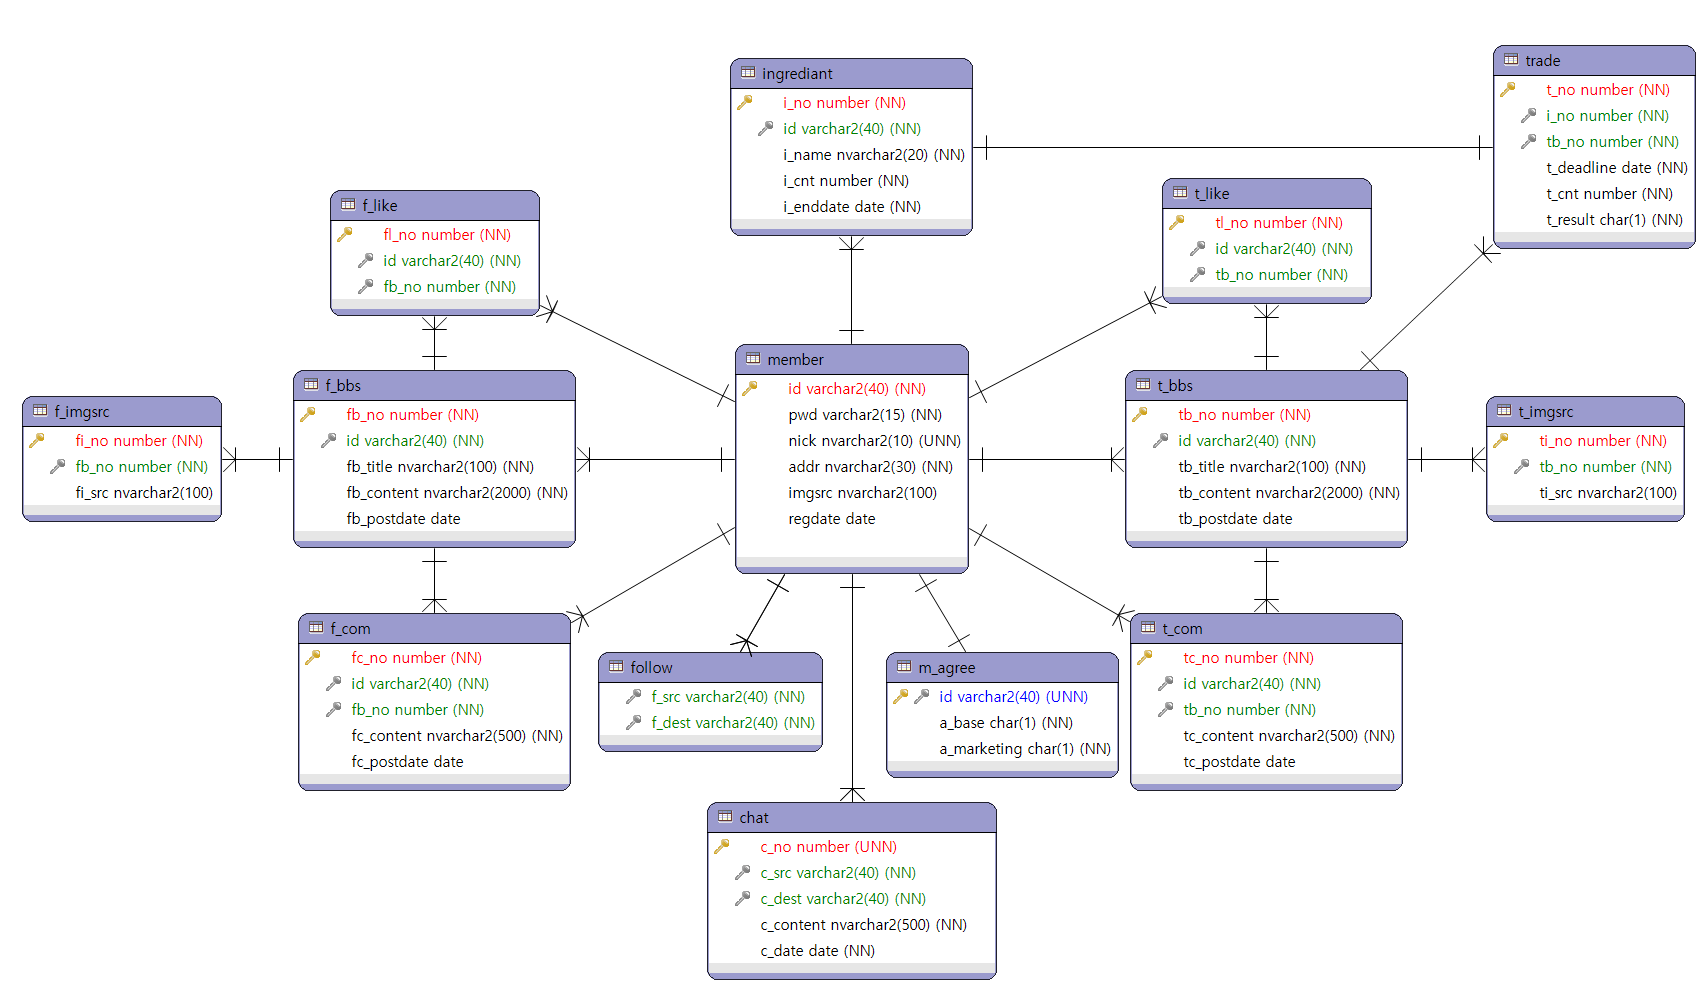 ingrediant
i_no number (NN)
id varchar2(40) (NN)
i_name nvarchar2(20) (NN)
i_cnt number (NN)
i_enddate date (NN)
trade
t_no number (NN)
i_no number (NN)
tb_no number (NN)
t_deadline date (NN)
t_cnt number (NN)
t_result char(1) (NN)
f_like
fl_no number (NN)
id varchar2(40) (NN)
fb_no number (NN)
t_like
tl_no number (NN)
id varchar2(40) (NN)
tb_no number (NN)
f_imgsrc
fi_no number (NN)
fb_no number (NN)
fi_src nvarchar2(100)
f_bbs
fb_no number (NN)
id varchar2(40) (NN)
fb_title nvarchar2(100) (NN)
fb_content nvarchar2(2000) (NN)
fb_postdate date
member
id varchar2(40) (NN)
pwd varchar2(15) (NN)
nick nvarchar2(10) (UNN)
addr nvarchar2(30) (NN)
imgsrc nvarchar2(100)
regdate date
t_bbs
tb_no number (NN)
id varchar2(40) (NN)
tb_title nvarchar2(100) (NN)
tb_content nvarchar2(2000) (NN)
tb_postdate date
t_imgsrc
ti_no number (NN)
tb_no number (NN)
ti_src nvarchar2(100)
f_com
fc_no number (NN)
id varchar2(40) (NN)
fb_no number (NN)
fc_content nvarchar2(500) (NN)
fc_postdate date
follow
f_src varchar2(40) (NN)
f_dest varchar2(40) (NN)
m_agree
id varchar2(40) (UNN)
a_base char(1) (NN)
a_marketing char(1) (NN)
t_com
tc_no number (NN)
id varchar2(40) (NN)
tb_no number (NN)
tc_content nvarchar2(500) (NN)
tc_postdate date
chat
c_no number (UNN)
c_src varchar2(40) (NN)
c_dest varchar2(40) (NN)
c_content nvarchar2(500) (NN)
c_date date (NN)